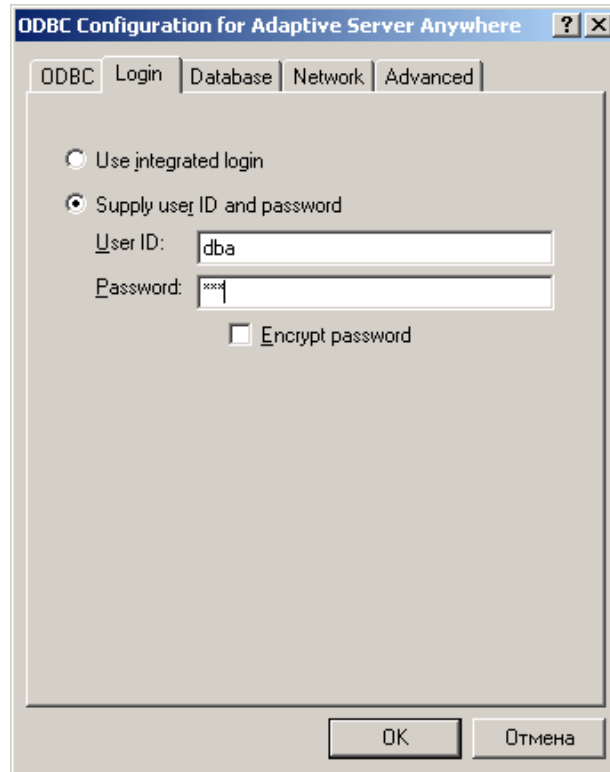 ODBC Configuration for Adaptive Server Anywhere
ODBC Login Database Network Advanced
Use integrated login
Supply user ID and password
User ID: dba
Password: ***
Encrypt password
OK Отмена